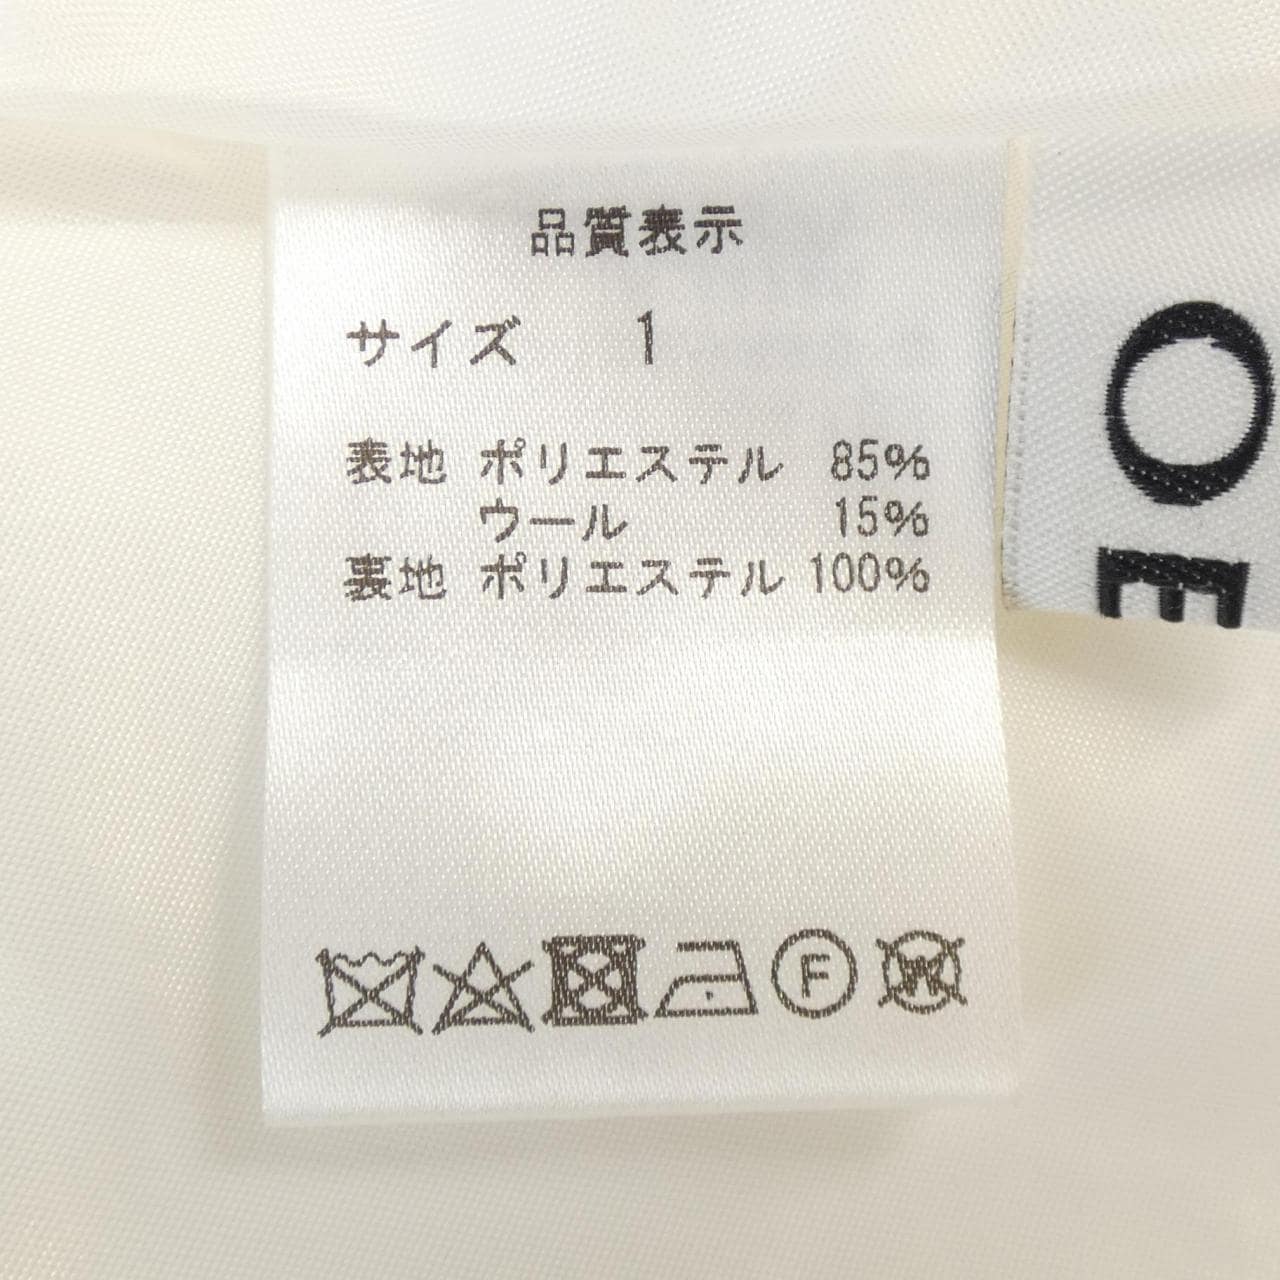 品質表示
サイズ 1
表地 ポリエステル 85%
ウール 15%
裏地 ポリエステル 100%
F
W
OE